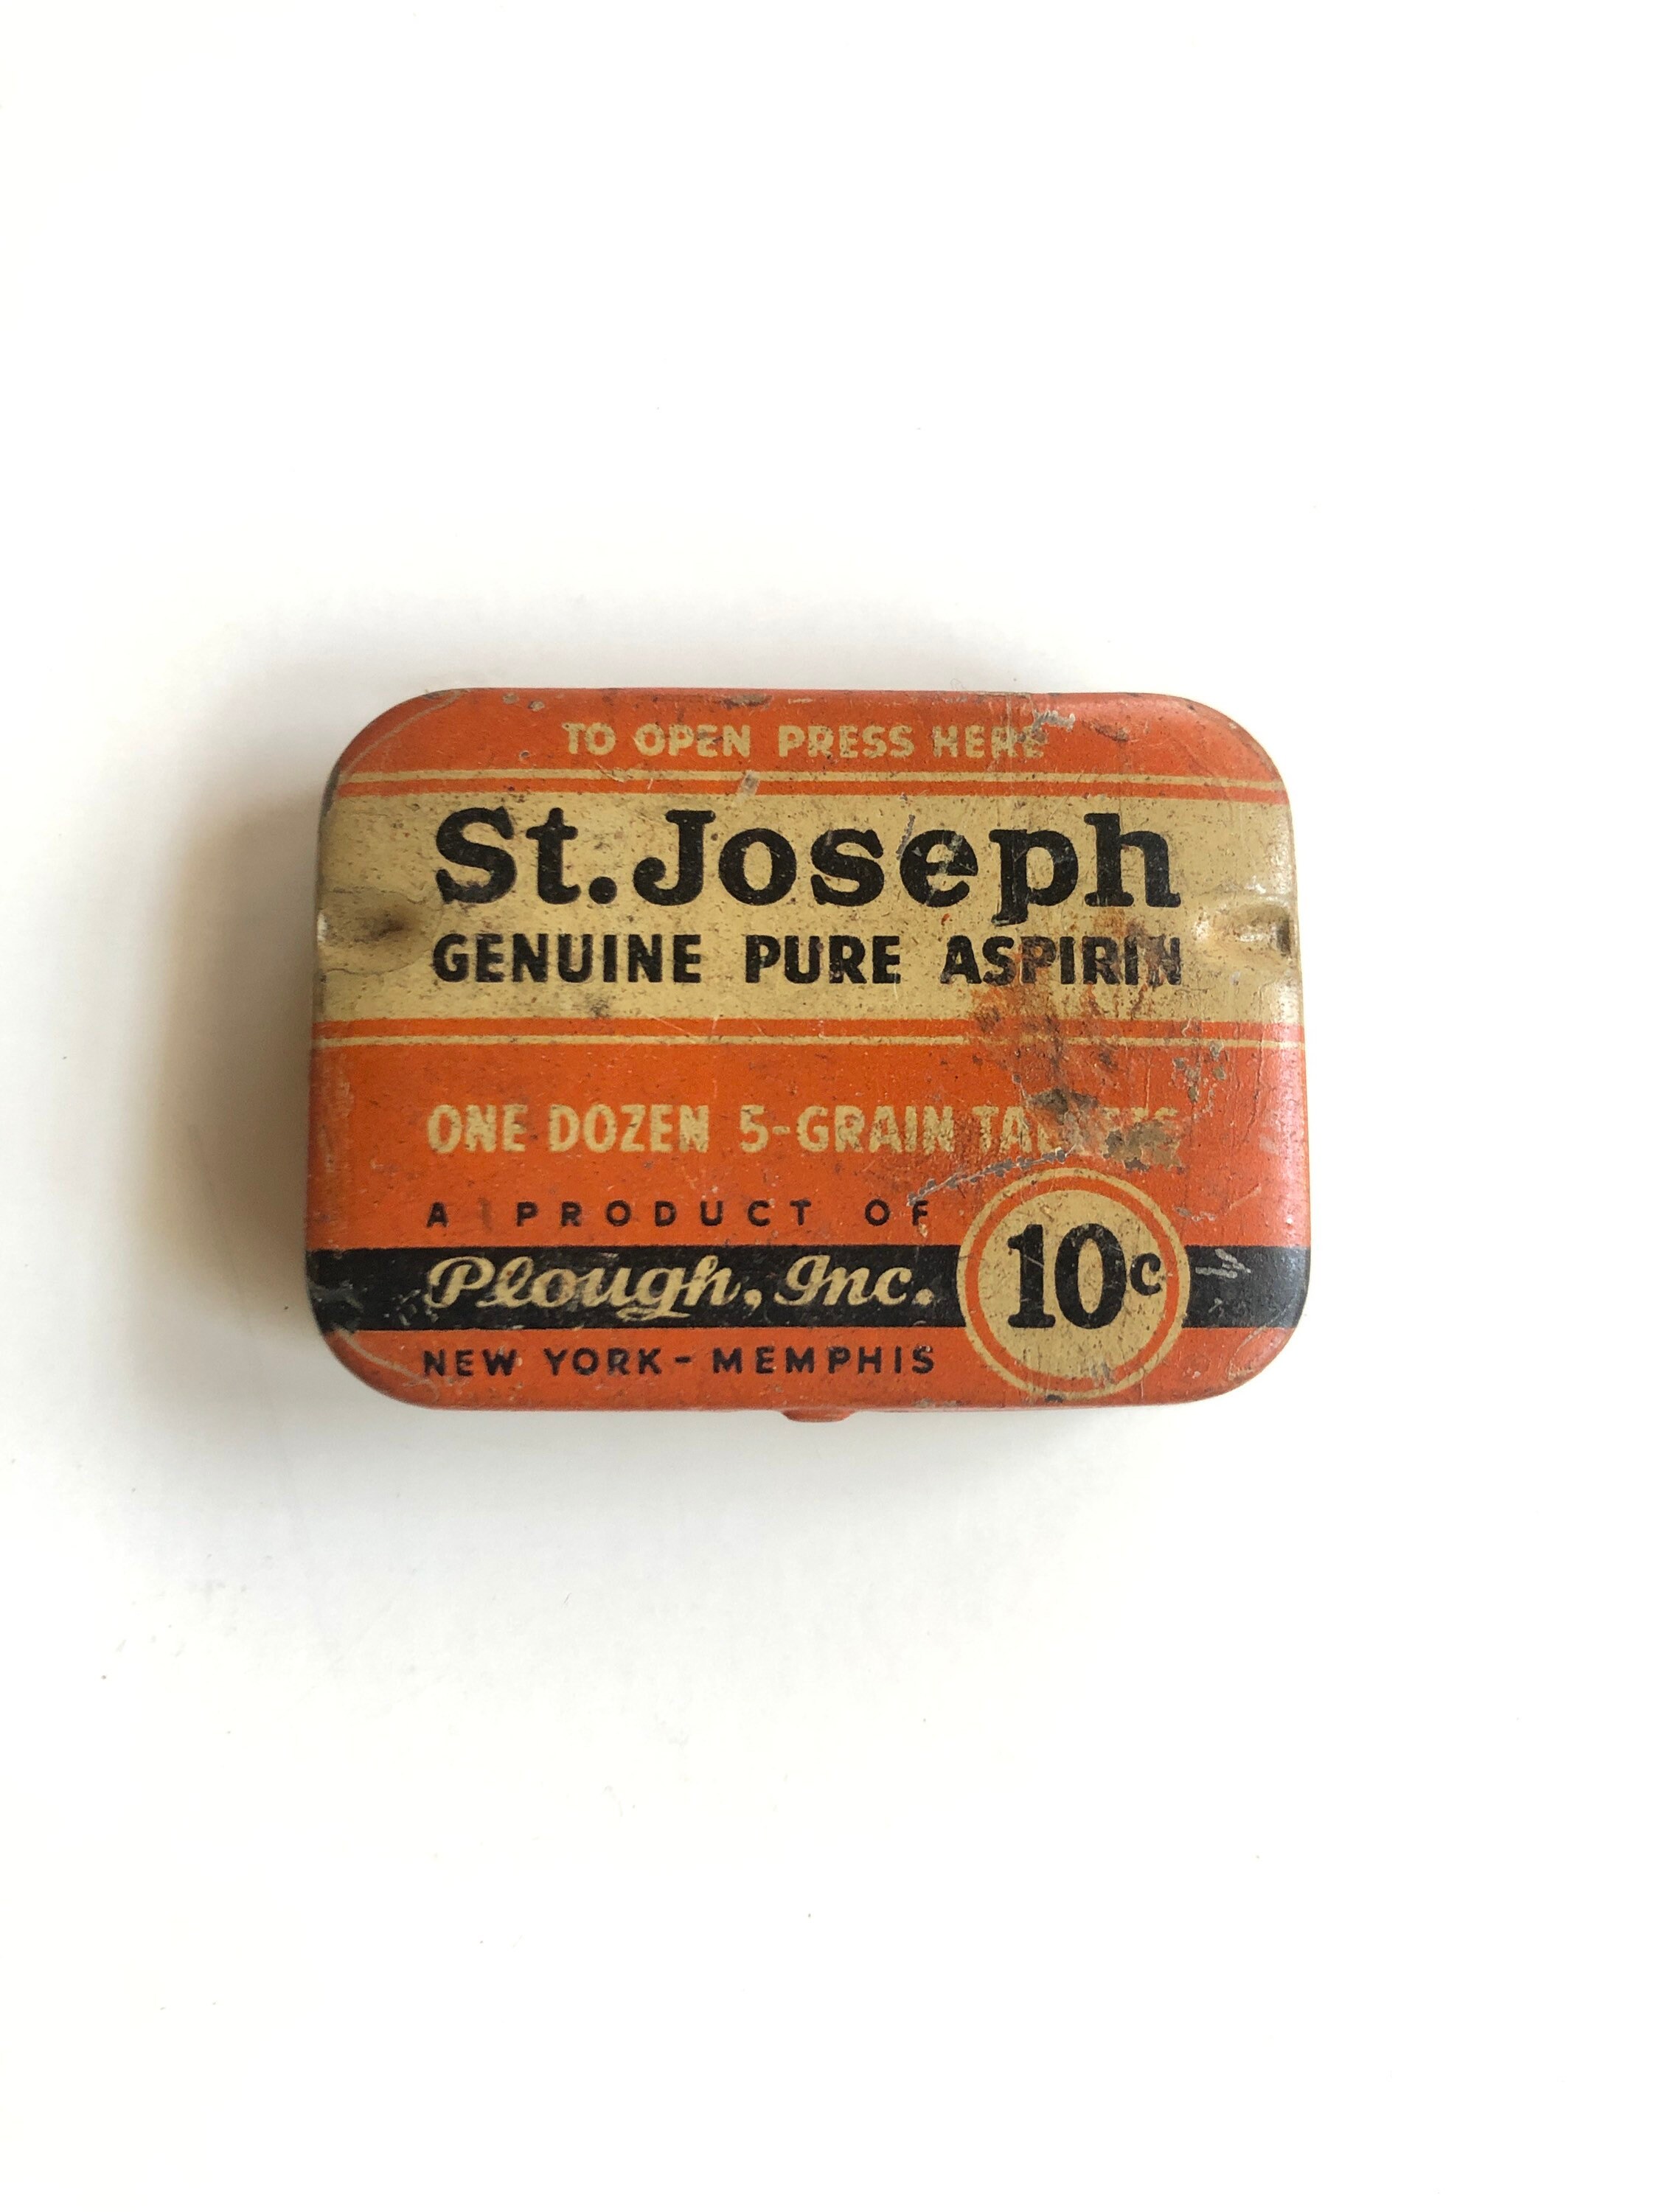 TO OPEN PRESS HERE
St. Joseph
GENUINE PURE ASPIRIN
ONE DOZEN 5-GRAIN TABLETS
A PRODUCT OF
Plough, Inc.
10c
NEW YORK - MEMPHIS